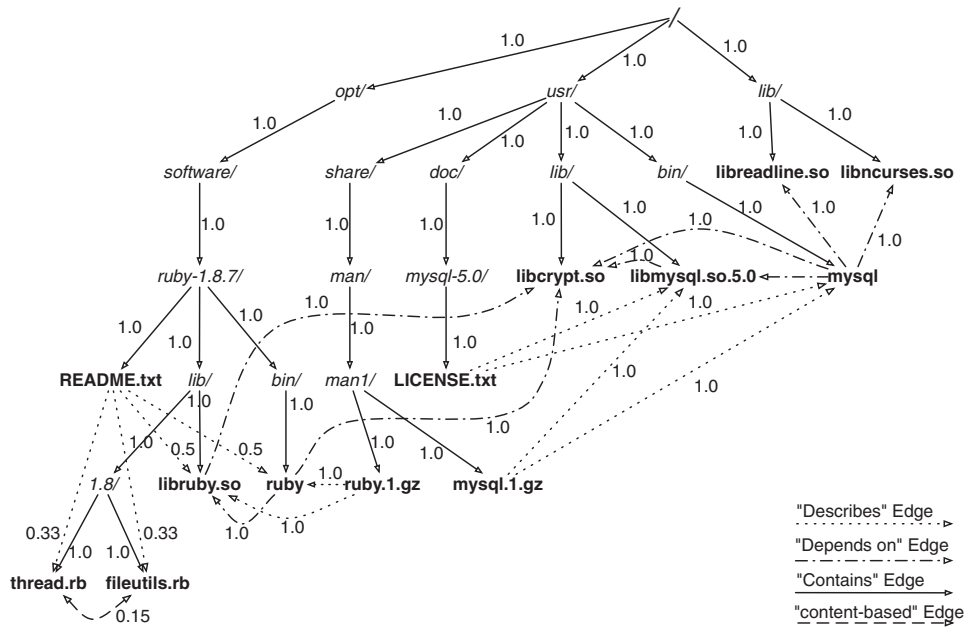 /
1.0
1.0
1.0
opt/
usr/
lib/
1.0
1.0
1.0
1.0
1.0
1.0
1.0
software/
share/
doc/
lib/
bin/
libreadline.so
libncurses.so
1.0
1.0
1.0
1.0
1.0
1.0
1.0
1.0
1.0
1.0
ruby-1.8.7/
man/
mysql-5.0/
libcrypt.so
libmysql.so.5.0
mysql
1.0
1.0
1.0
1.0
1.0
1.0
1.0
1.0
1.0
README.txt
lib/
bin/
man1/
LICENSE.txt
1.0
1.0
1.0
1.0
1.0
1.0
1.0
1.0
0.5
0.5
1.0
1.8/
libruby.so
ruby
ruby.1.gz
mysql.1.gz
0.33
1.0
1.0
0.33
1.0
1.0
thread.rb
fileutils.rb
0.15
"Describes" Edge
"Depends on" Edge
"Contains" Edge
"content-based" Edge